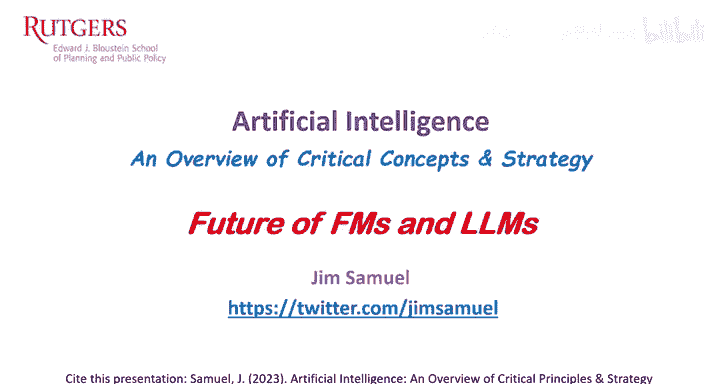 RUTGERS
Edward J. Bloustein School
of Planning and Public Policy
bilibili
Artificial Intelligence
An Overview of Critical Concepts & Strategy
Future of FMs and LLMs
Jim Samuel
https://twitter.com/jimsamuel
Cite this presentation: Samuel, J. (2023). Artificial Intelligence: An Overview of Critical Principles & Strategy